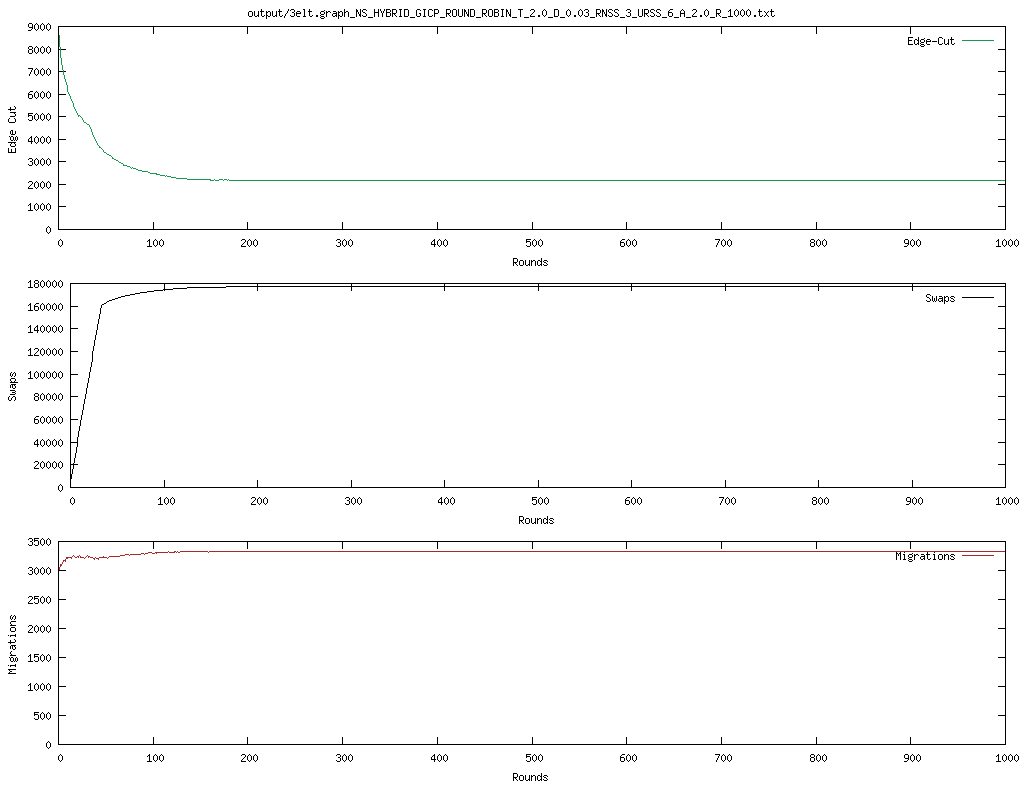 output/3elt.graph_NS_HYBRID_GICP_ROUND_ROBIN_T_2.0_D_0.03_RNSS_3_URSS_6_A_2.0_R_1000.txt
9000
8000
7000
6000
5000
4000
3000
2000
1000
0
Edge Cut
Edge-Cut
0 100 200 300 400 500 600 700 800 900 1000
Rounds
180000
160000
140000
120000
100000
80000
60000
40000
20000
0
Swaps
Swaps
0 100 200 300 400 500 600 700 800 900 1000
Rounds
3500
3000
2500
2000
1500
1000
500
0
Migrations
Migrations
0 100 200 300 400 500 600 700 800 900 1000
Rounds